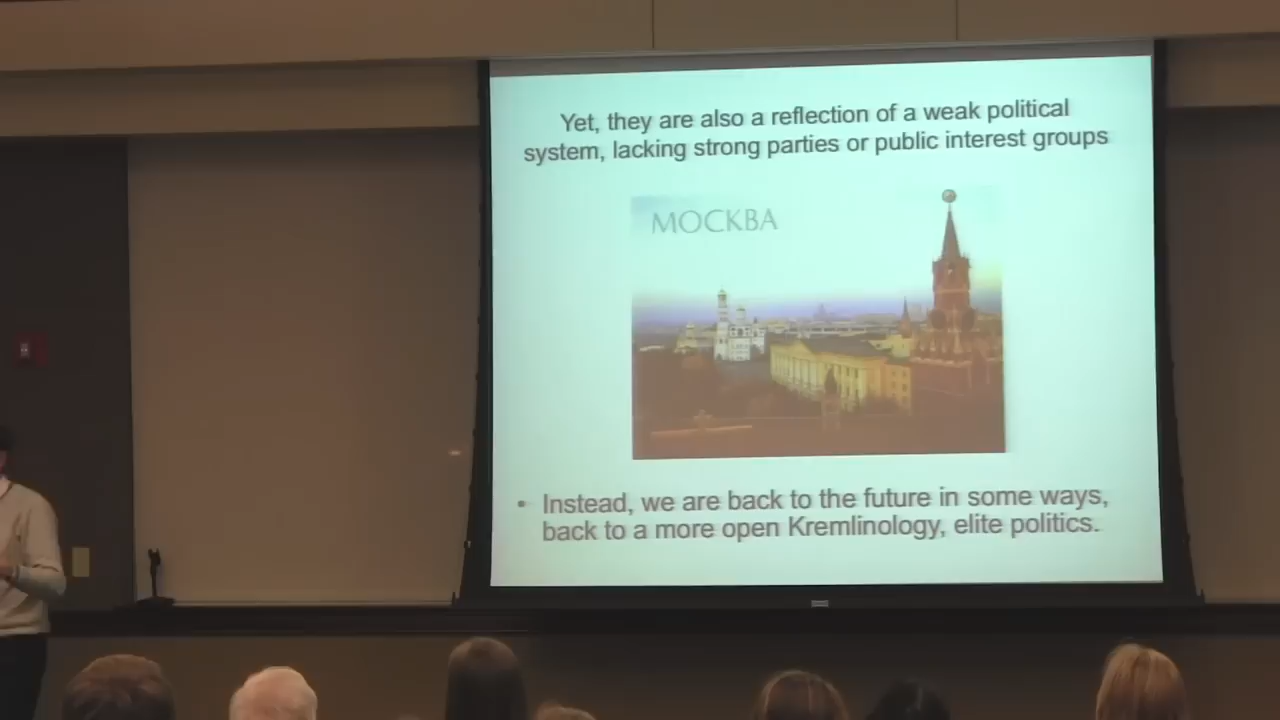 Yet, they are also a reflection of a weak political
system, lacking strong parties or public interest groups
МОСКВА
• Instead, we are back to the future in some ways,
back to a more open Kremlinology, elite politics.